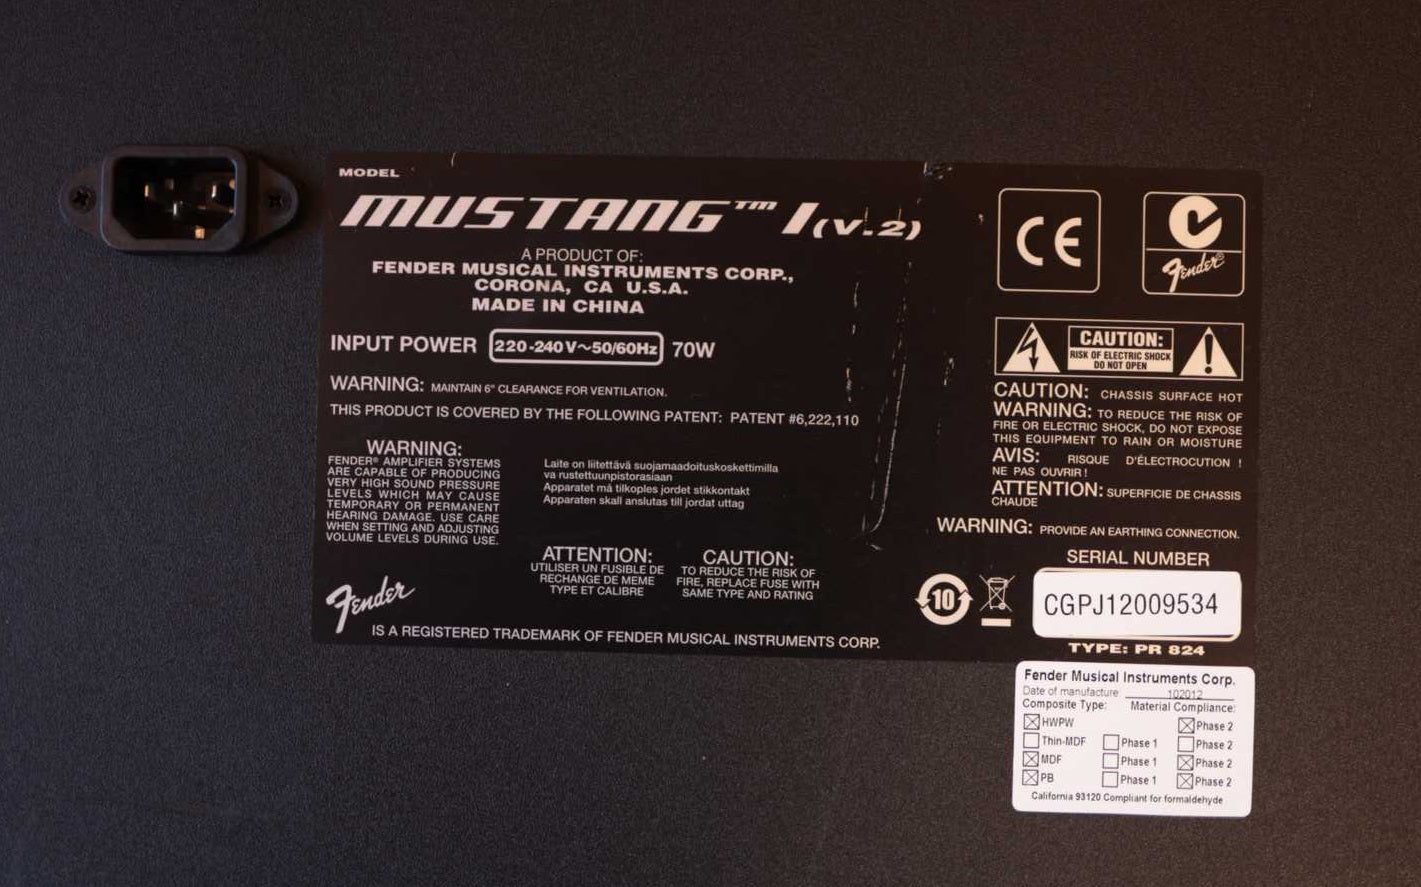 MODEL
MUSTANG™ I (V.2)
A PRODUCT OF:
FENDER MUSICAL INSTRUMENTS CORP.,
CORONA, CA U.S.A.
MADE IN CHINA
INPUT POWER 220-240V~50/60Hz 70W
WARNING: MAINTAIN 6" CLEARANCE FOR VENTILATION.
THIS PRODUCT IS COVERED BY THE FOLLOWING PATENT: PATENT #6,222,110
WARNING:
FENDER® AMPLIFIER SYSTEMS
ARE CAPABLE OF PRODUCING
VERY HIGH SOUND PRESSURE
LEVELS WHICH MAY CAUSE
TEMPORARY OR PERMANENT
HEARING DAMAGE. USE CARE
WHEN SETTING AND ADJUSTING
VOLUME LEVELS DURING USE.
Laite on liitettävä suojamaadoituskoskettimilla
va rustettuunpistorasiaan
Apparatet må tilkoples jordet stikkontakt
Apparaten skall anslutas till jordat uttag
ATTENTION:
UTILISER UN FUSIBLE DE
RECHANGE DE MEME
TYPE ET CALIBRE
CAUTION:
TO REDUCE THE RISK OF
FIRE, REPLACE FUSE WITH
SAME TYPE AND RATING
Fender
IS A REGISTERED TRADEMARK OF FENDER MUSICAL INSTRUMENTS CORP.
CE
Fender®
CAUTION:
RISK OF ELECTRIC SHOCK
DO NOT OPEN
CAUTION: CHASSIS SURFACE HOT
WARNING: TO REDUCE THE RISK OF
FIRE OR ELECTRIC SHOCK, DO NOT EXPOSE
THIS EQUIPMENT TO RAIN OR MOISTURE
AVIS: RISQUE D'ÉLECTROCUTION !
NE PAS OUVRIR !
ATTENTION: SUPERFICIE DE CHASSIS
CHAUDE
WARNING: PROVIDE AN EARTHING CONNECTION.
SERIAL NUMBER
10
CGPJ12009534
TYPE: PR 824
Fender Musical Instruments Corp.
Date of manufacture 102012
Composite Type: Material Compliance:
HWPW Phase 2
Thin-MDF Phase 1 Phase 2
MDF Phase 1 Phase 2
PB Phase 1 Phase 2
California 93120 Compliant for formaldehyde